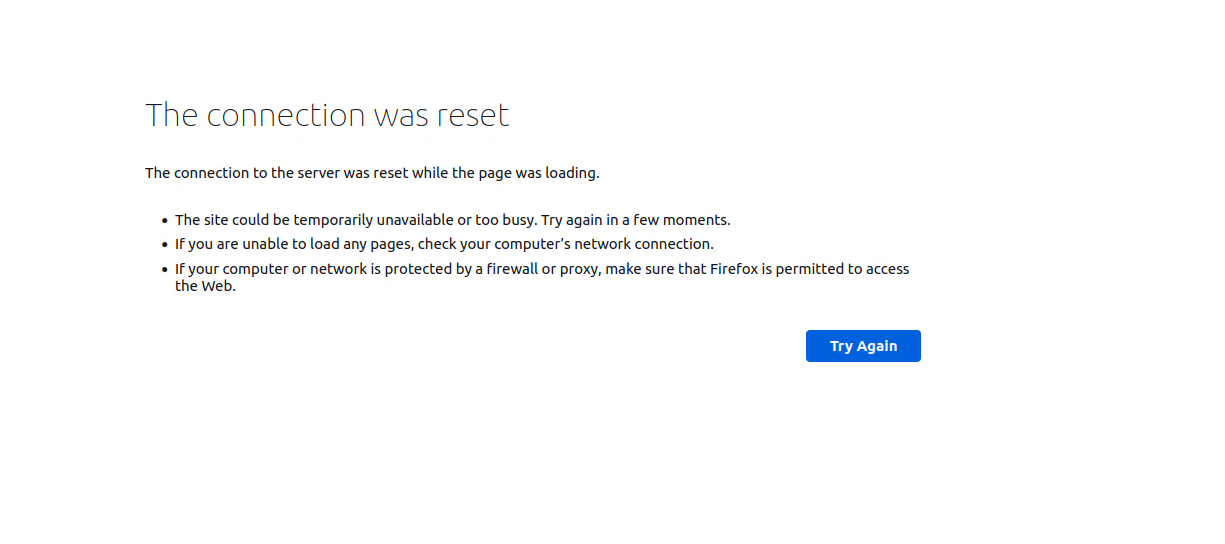 The connection was reset
The connection to the server was reset while the page was loading.
• The site could be temporarily unavailable or too busy. Try again in a few moments.
• If you are unable to load any pages, check your computer’s network connection.
• If your computer or network is protected by a firewall or proxy, make sure that Firefox is permitted to access
the Web.
Try Again